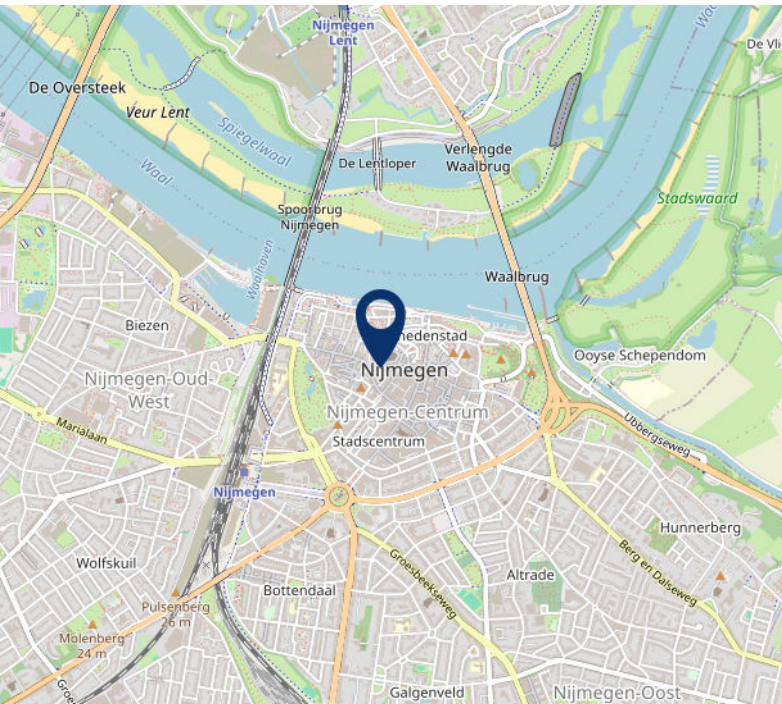 Nijmegen
Lent
De Oversteek
Veur Lent
Spiegelwaal
Waal
De Lentloper
Verlengde
Waalbrug
De Vli
Stadswaard
Spoorbrug
Nijmegen
Waalhaven
Waalbrug
Biezen
nedenstad
Ooyse Schependom
Nijmegen
Nijmegen-Oud-
West
Nijmegen-Centrum
Marialaan
Stadscentrum
Ubbergseweg
Nijmegen
Hunnerberg
Wolfskuil
Groesbeekseweg
Altrade
Berg en Dalseweg
Bottendaal
Pulsenberg
26 m
Molenberg
24 m
Groe
Galgenveld
Nijmegen-Oost